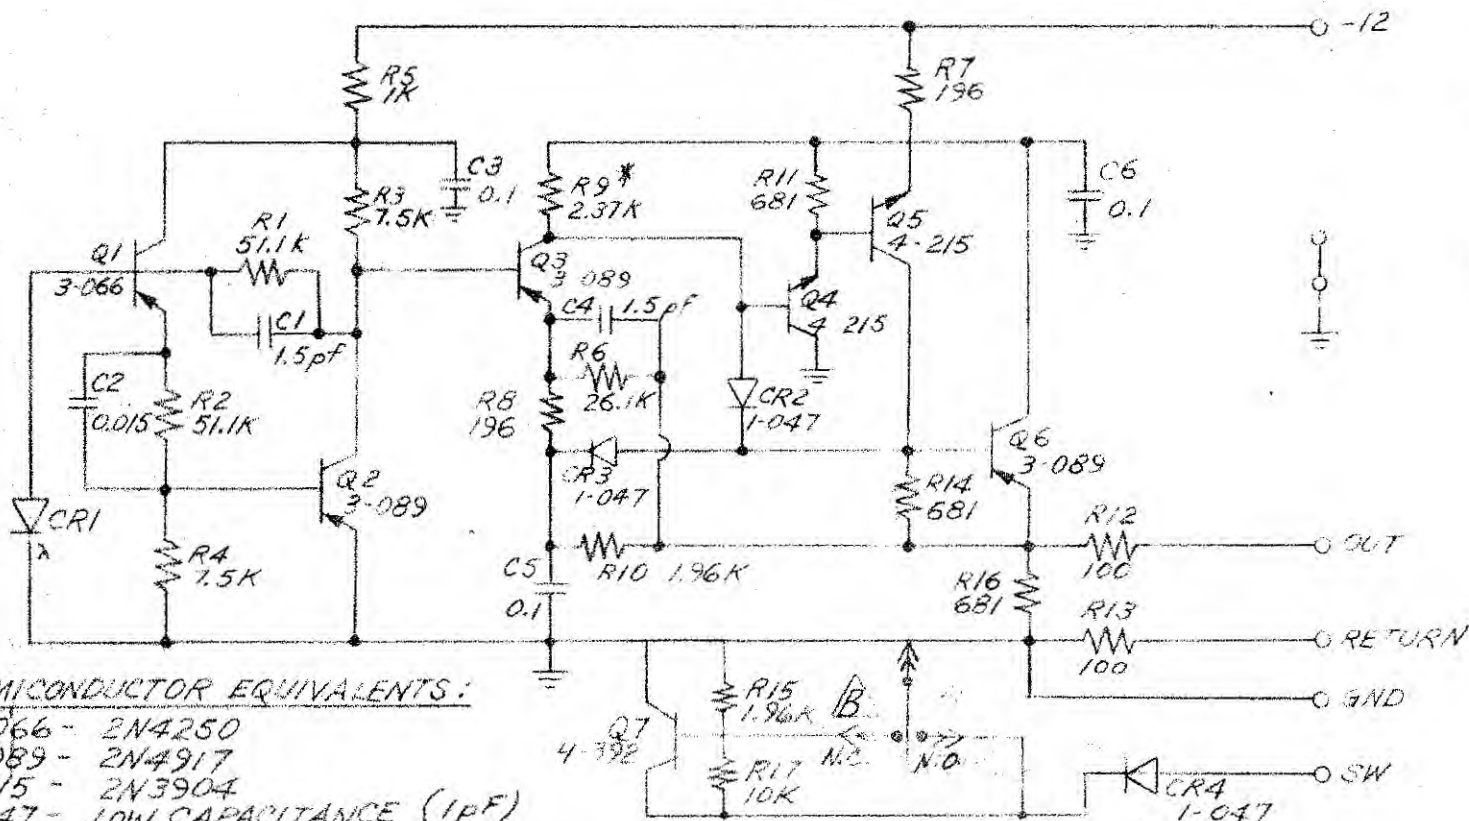 -12
R5
1K
R7
196
C3
0.1
R9*
2.37K
R11
681
C6
0.1
R3
7.5K
R1
51.1K
Q5
4-215
Q1
3-066
Q3
3 089
C4
1.5pf
Q4
4 215
C1
1.5pf
R6
26.1K
C2
0.015
R2
51.1K
R8
196
CR2
1-047
Q6
3-089
CR3
1-047
Q2
3-089
R14
681
CR1
λ
R12
100
OUT
R4
7.5K
C5
0.1
R10 1.96K
R16
681
R13
100
RETURN
MICONDUCTOR EQUIVALENTS:
066 - 2N4250
089 - 2N4917
15 - 2N3904
47 - LOW CAPACITANCE (1pF)
R15
1.96K
B
GND
Q7
4-392
N.C.
N.O.
R17
10K
SW
CR4
1-047